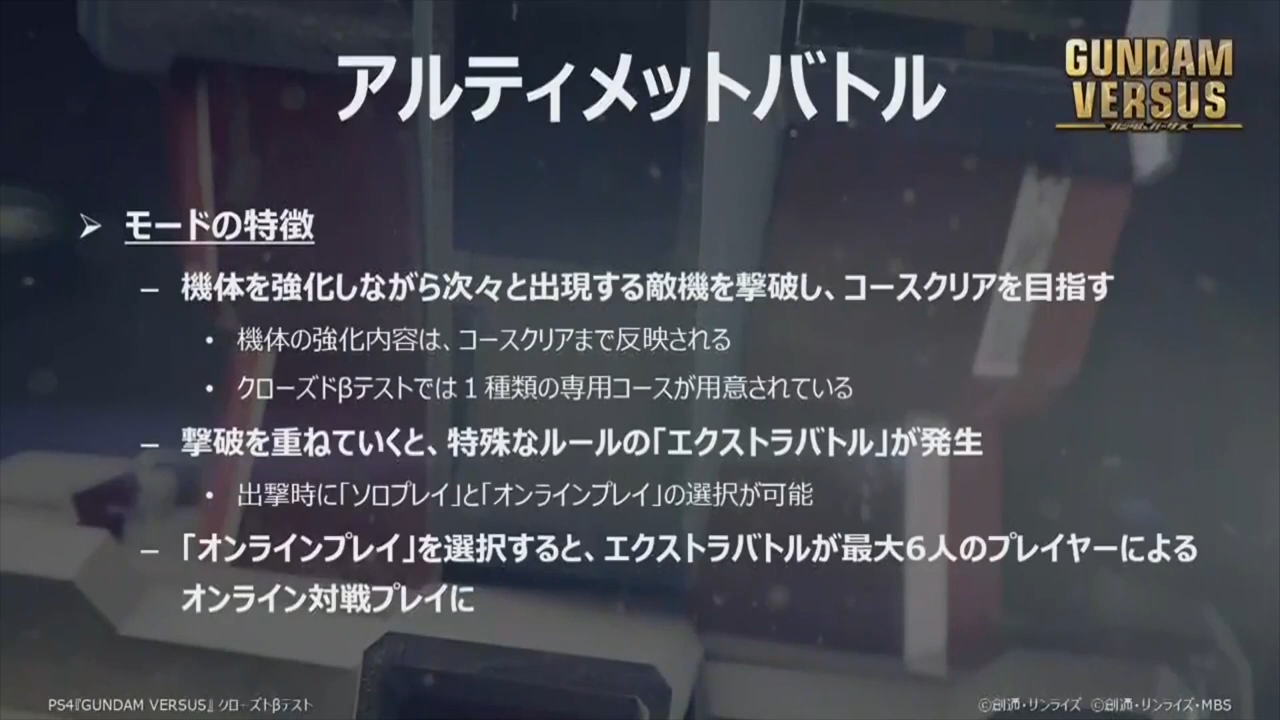 アルティメットバトル
GUNDAM
VERSUS
ガンダムバーサス
モードの特徴
– 機体を強化しながら次々と出現する敵機を撃破し、コースクリアを目指す
• 機体の強化内容は、コースクリアまで反映される
• クローズドβテストでは1種類の専用コースが用意されている
– 撃破を重ねていくと、特殊なルールの「エクストラバトル」が発生
• 出撃時に「ソロプレイ」と「オンラインプレイ」の選択が可能
– 「オンラインプレイ」を選択すると、エクストラバトルが最大6人のプレイヤーによる
オンライン対戦プレイに
PS4『GUNDAM VERSUS』 クローズドβテスト
©創通・サンライズ ©創通・サンライズ・MBS